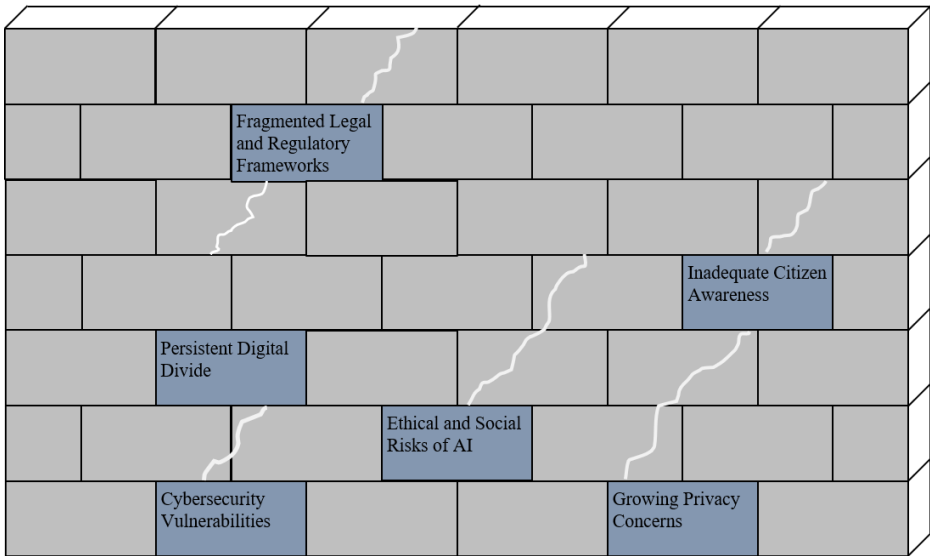 Fragmented Legal
and Regulatory
Frameworks
Inadequate Citizen
Awareness
Persistent Digital
Divide
Ethical and Social
Risks of AI
Cybersecurity
Vulnerabilities
Growing Privacy
Concerns